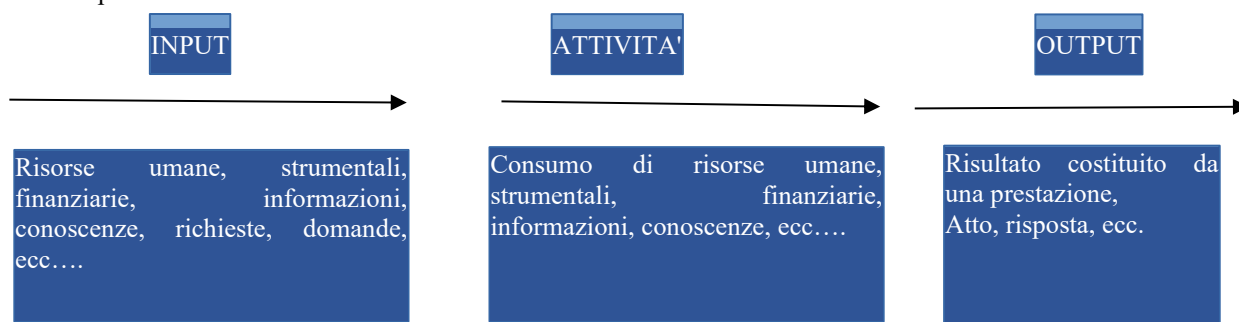 INPUT
ATTIVITA'
OUTPUT
Risorse umane, strumentali,
finanziarie, informazioni,
conoscenze, richieste, domande,
ecc….
Consumo di risorse umane,
strumentali, finanziarie,
informazioni, conoscenze, ecc….
Risultato costituito da
una prestazione,
Atto, risposta, ecc.